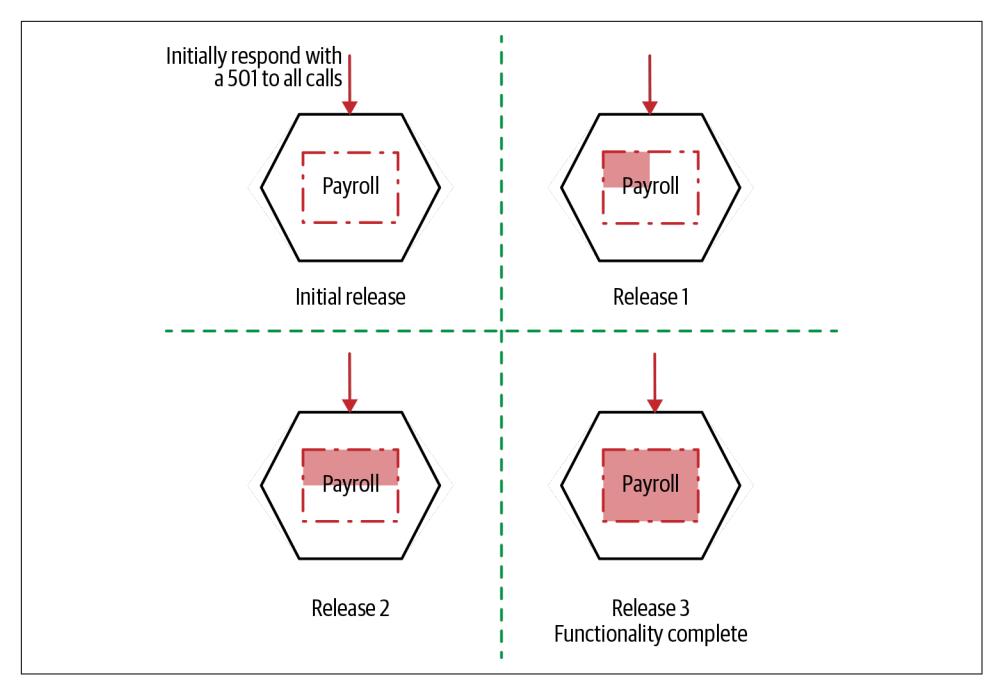 Initially respond with
a 501 to all calls
Payroll
Initial release
Payroll
Release 1
Payroll
Release 2
Payroll
Release 3
Functionality complete